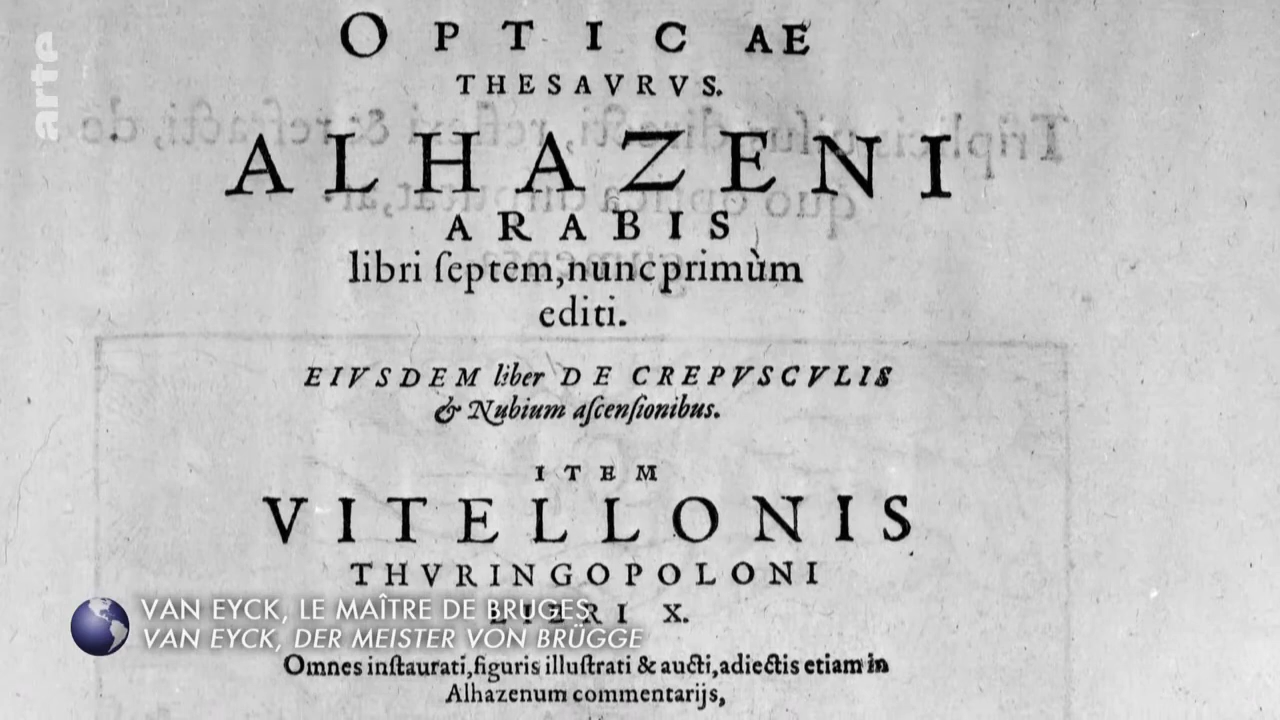 arte
OPTICAE
THESAVRVS.
ALHAZENI
ARABIS
libri ſeptem, nunc primùm
editi.
EIVSDEM liber DE CREPVSCVLIS
& Nubium aſcenſionibus.
ITEM
VITELLONIS
THVRINGOPOLONI
LIBRI X.
VAN EYCK, LE MAÎTRE DE BRUGES
VAN EYCK, DER MEISTER VON BRÜGGE
Omnes inſtaurati, figuris illuſtrati & aucti, adiectis etiam in
Alhazenum commentarijs,